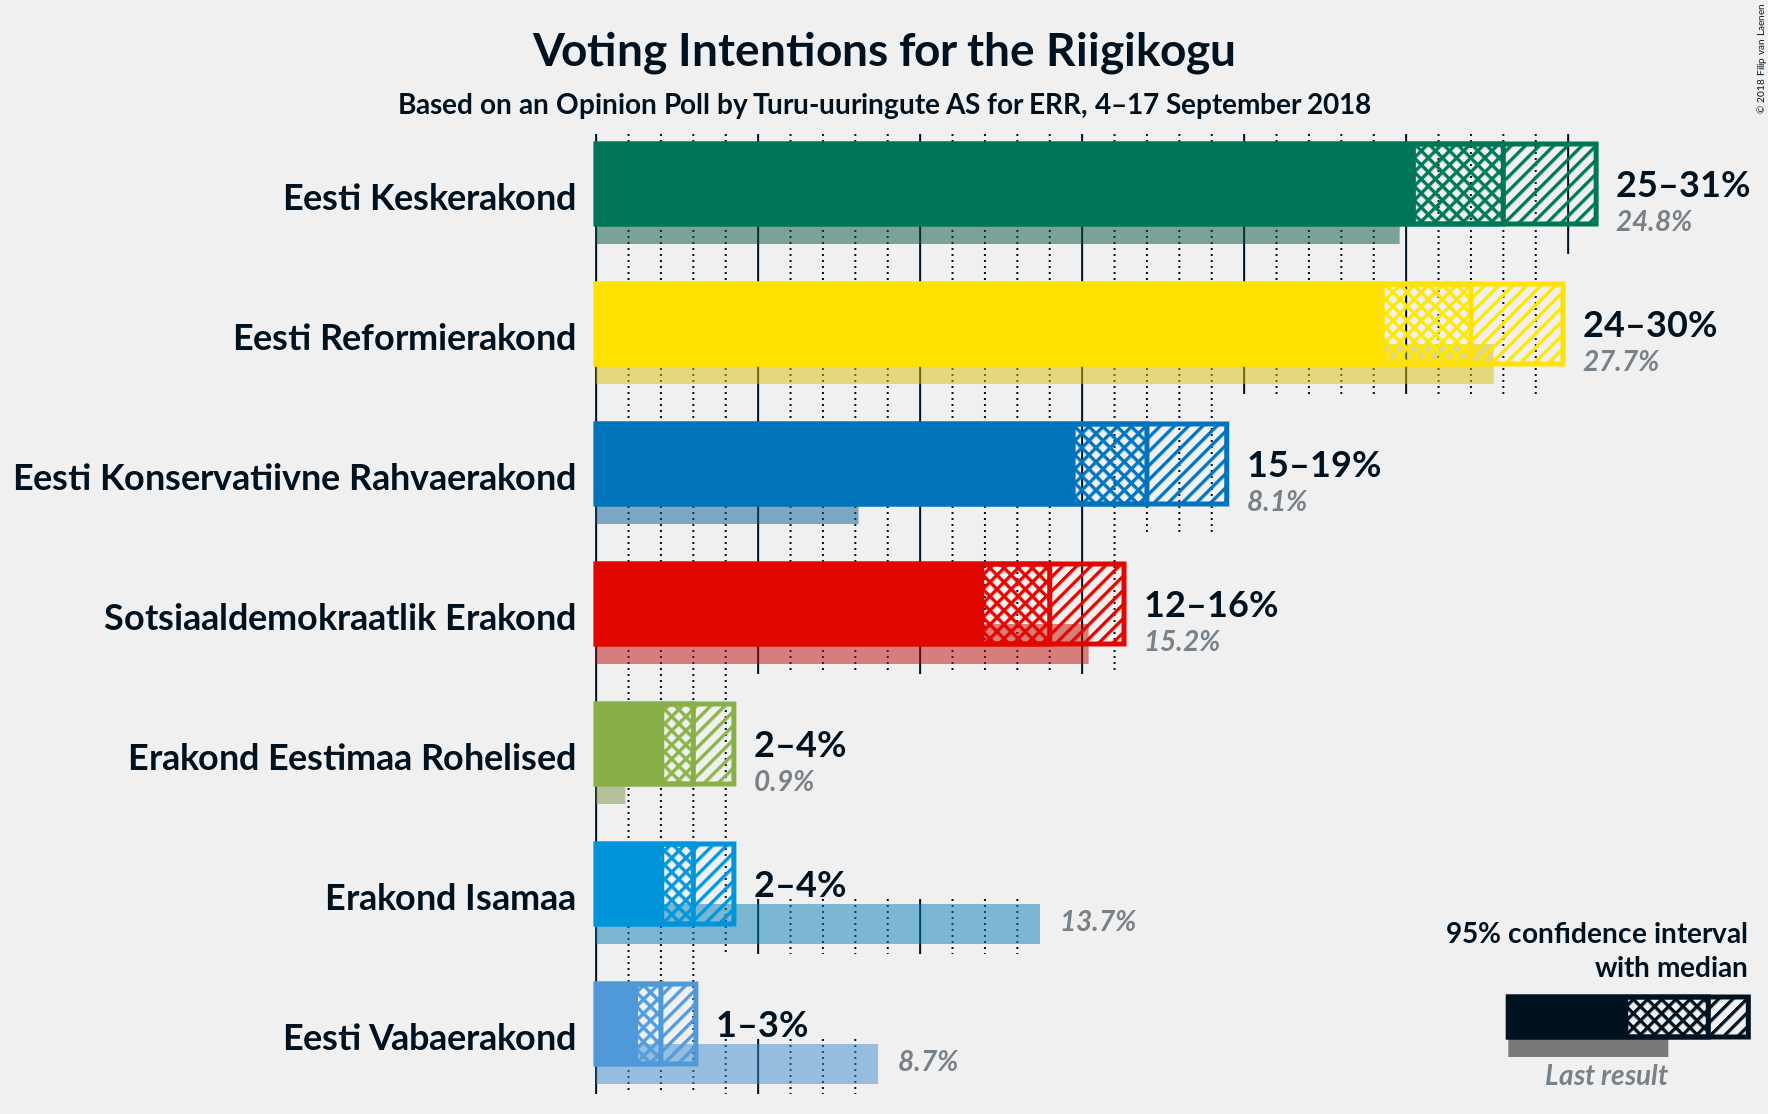 Voting Intentions for the Riigikogu
Based on an Opinion Poll by Turu-uuringute AS for ERR, 4–17 September 2018
© 2018 Filip van Laenen
Eesti Keskerakond
25–31%
24.8%
Eesti Reformierakond
24–30%
27.7%
Eesti Konservatiivne Rahvaerakond
15–19%
8.1%
Sotsiaaldemokraatlik Erakond
12–16%
15.2%
Erakond Eestimaa Rohelised
2–4%
0.9%
Erakond Isamaa
2–4%
13.7%
Eesti Vabaerakond
1–3%
8.7%
95% confidence interval
with median
Last result